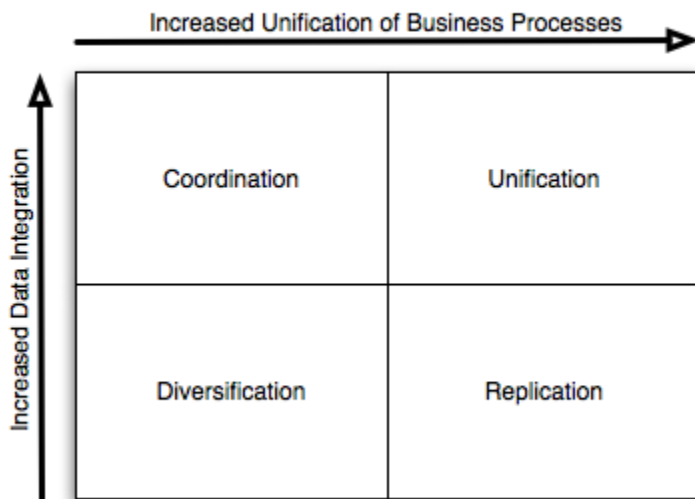 Increased Unification of Business Processes
Increased Data Integration
Coordination
Unification
Diversification
Replication